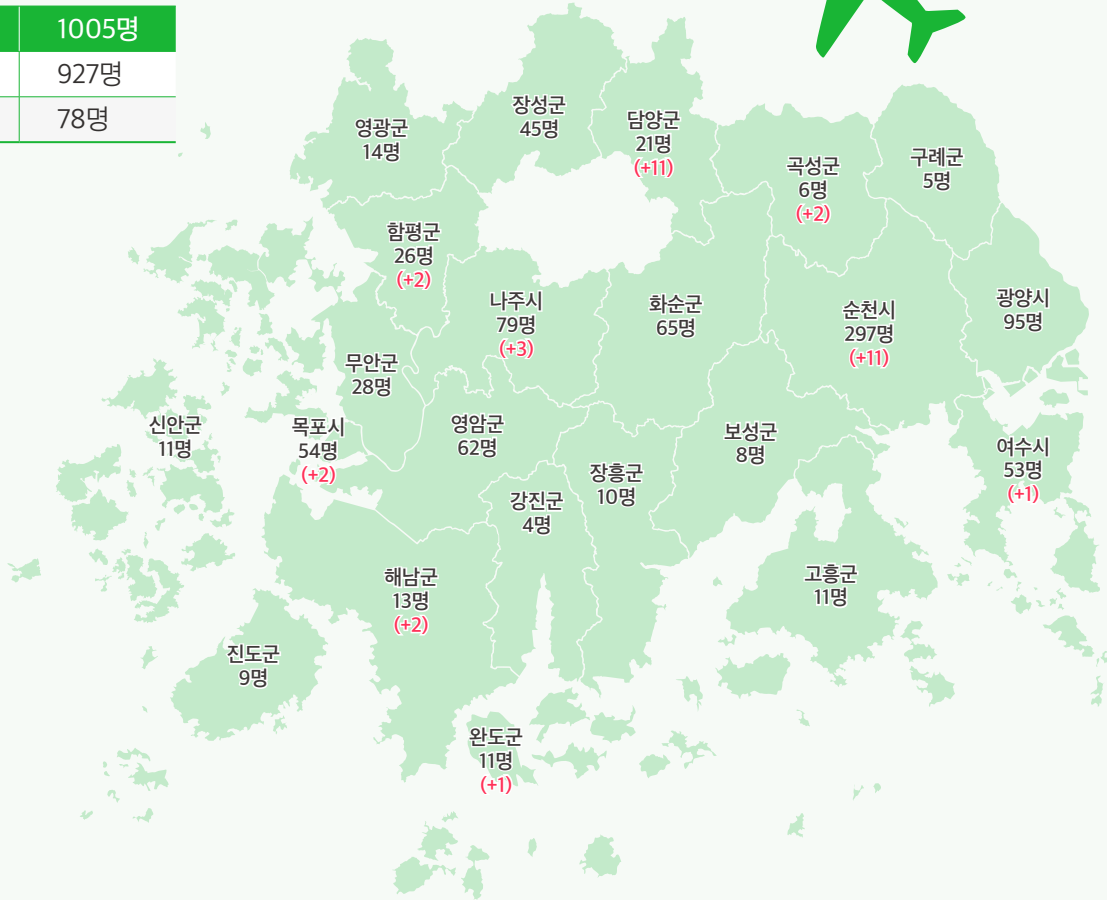 1005명
927명
78명
장성군
45명
담양군
21명
(+11)
영광군
14명
곡성군
6명
(+2)
구례군
5명
함평군
26명
(+2)
나주시
79명
(+3)
화순군
65명
순천시
297명
(+11)
광양시
95명
무안군
28명
신안군
11명
목포시
54명
(+2)
영암군
62명
보성군
8명
여수시
53명
(+1)
장흥군
10명
강진군
4명
해남군
13명
(+2)
고흥군
11명
진도군
9명
완도군
11명
(+1)